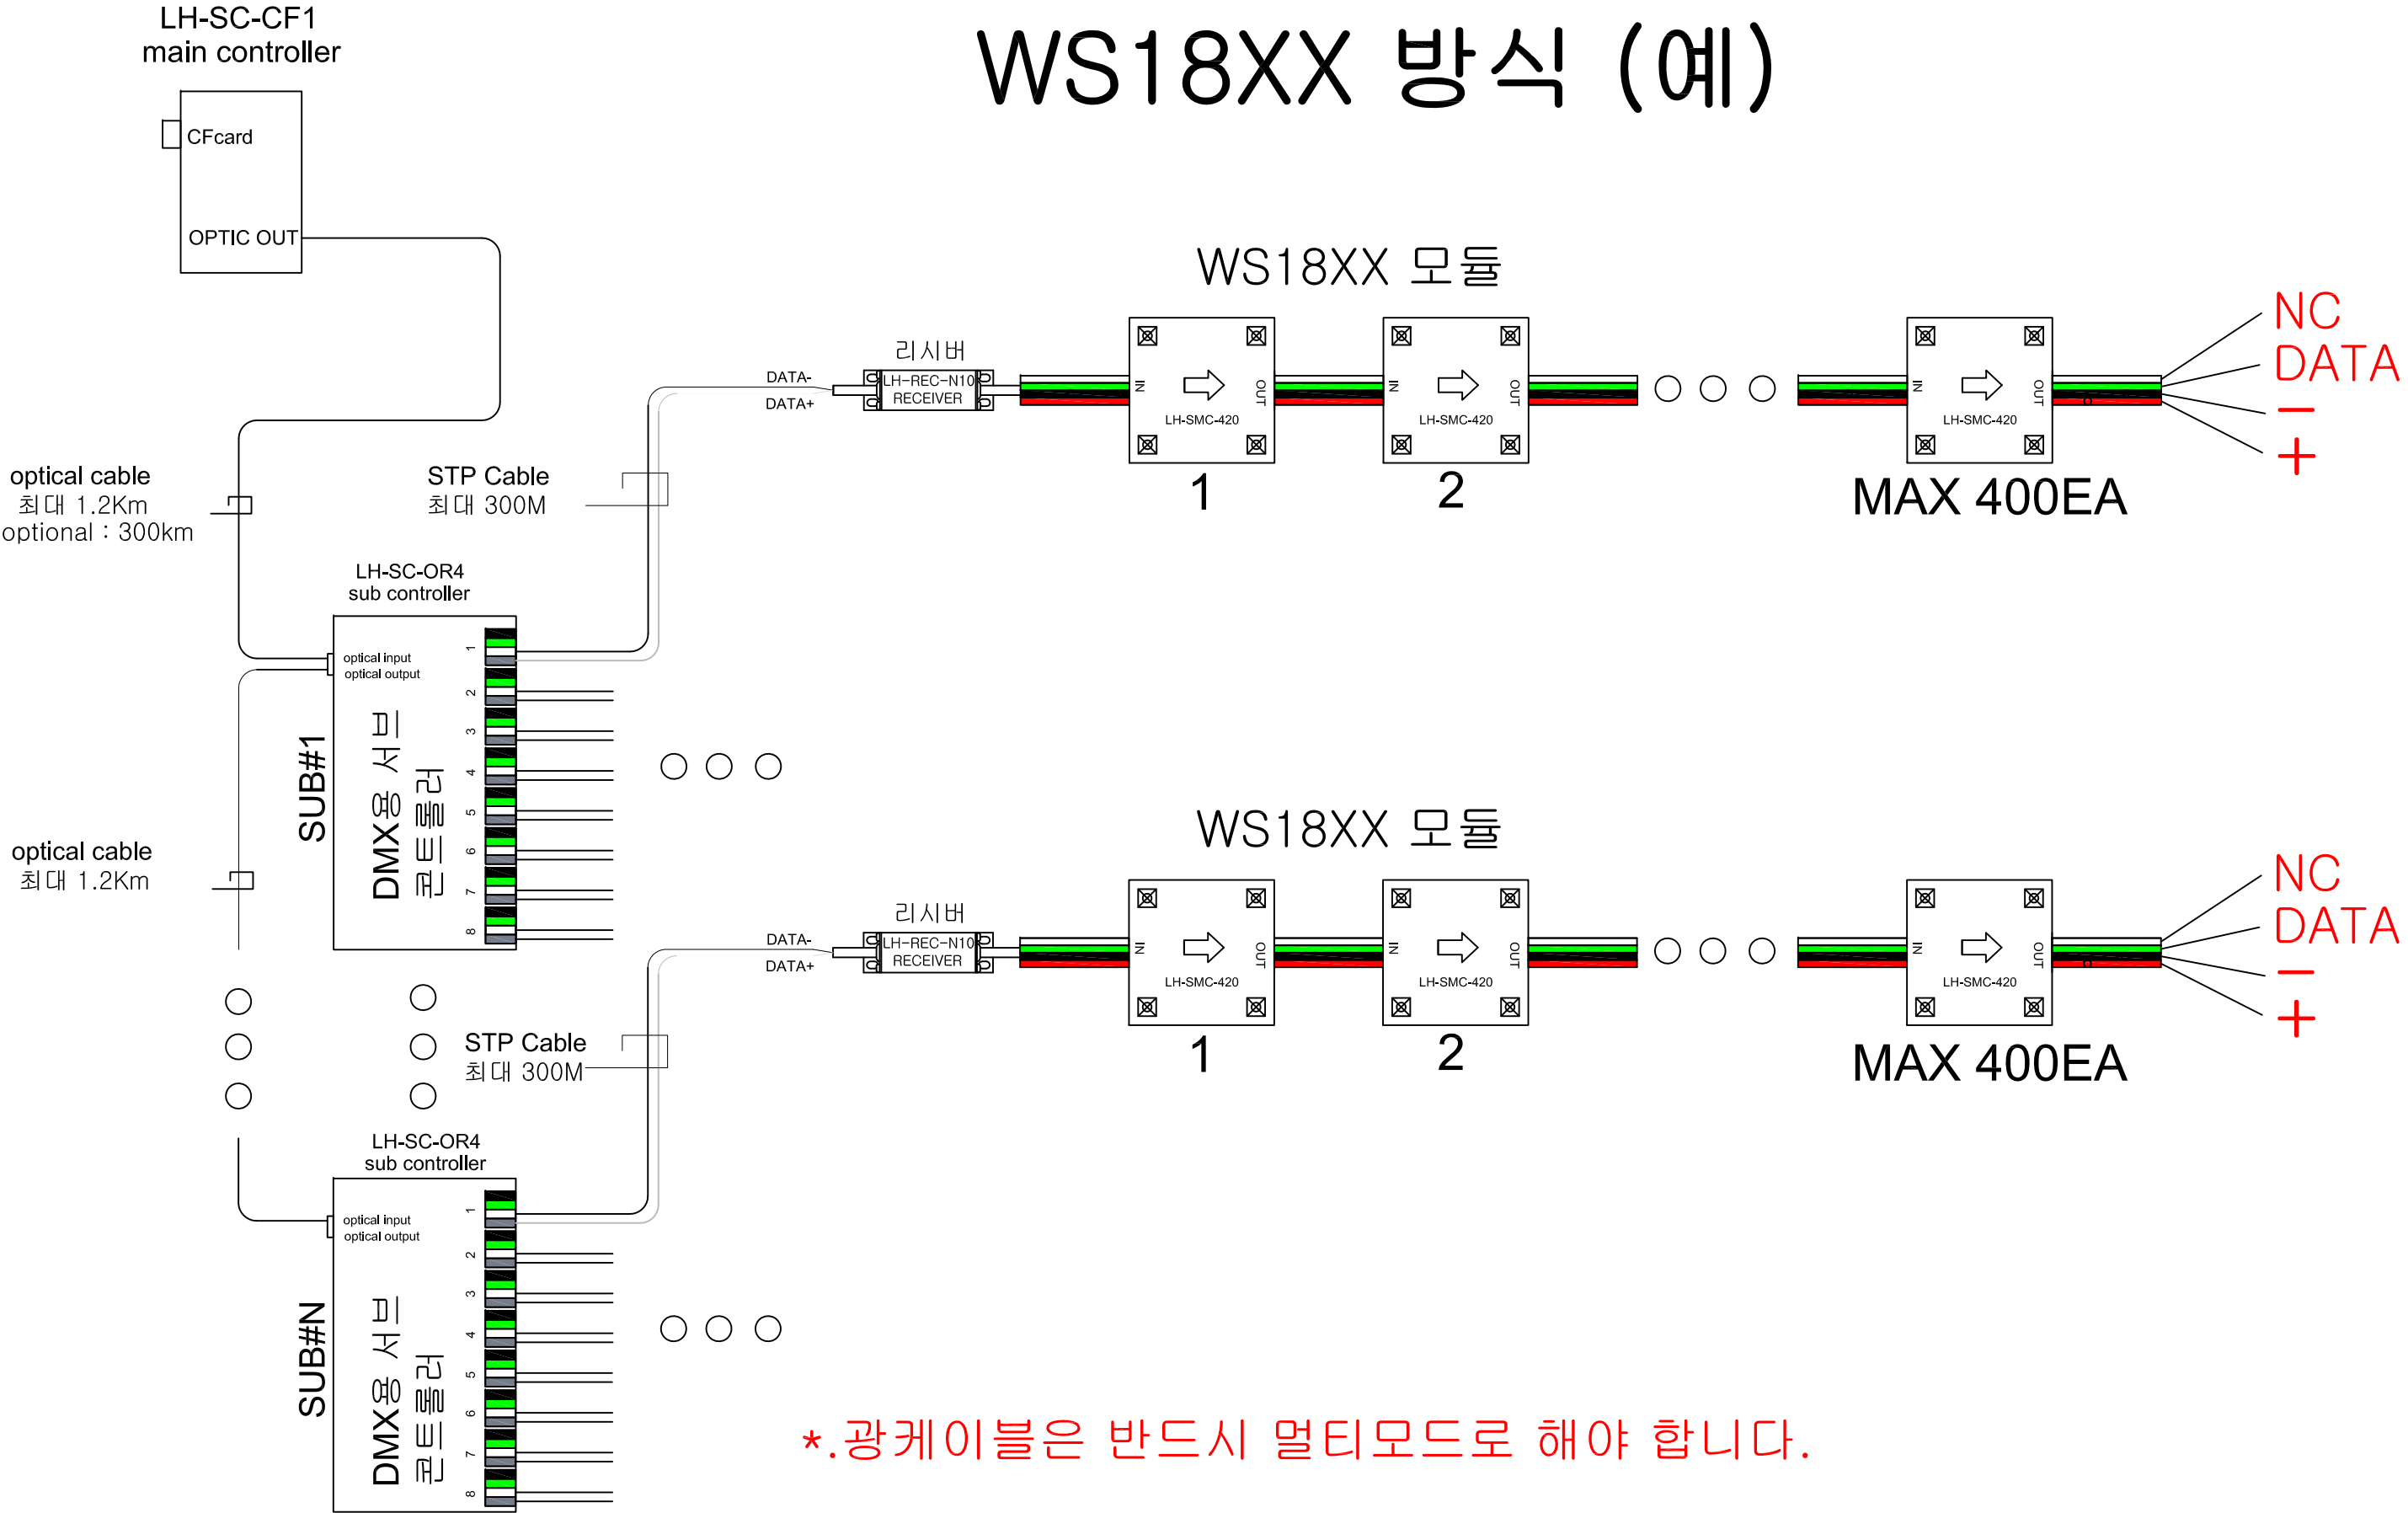 LH-SC-CF1
main controller
WS18XX 방식 (예)
CFcard
OPTIC OUT
WS18XX 모듈
NC
DATA
−
+
리시버
DATA-
DATA+
LH-REC-N10
RECEIVER
IN
OUT
LH-SMC-420
1
IN
OUT
LH-SMC-420
2
IN
OUT
LH-SMC-420
MAX 400EA
optical cable
최대 1.2Km
optional : 300km
STP Cable
최대 300M
LH-SC-OR4
sub controller
optical input
optical output
SUB#1
DMX용 서비
콘트롤러
1
2
3
4
5
6
7
8
optical cable
최대 1.2Km
WS18XX 모듈
NC
DATA
−
+
리시버
DATA-
DATA+
LH-REC-N10
RECEIVER
IN
OUT
LH-SMC-420
1
IN
OUT
LH-SMC-420
2
IN
OUT
LH-SMC-420
MAX 400EA
STP Cable
최대 300M
LH-SC-OR4
sub controller
optical input
optical output
SUB#N
DMX용 서비
콘트롤러
1
2
3
4
5
6
7
8
*.광케이블은 반드시 멀티모드로 해야 합니다.